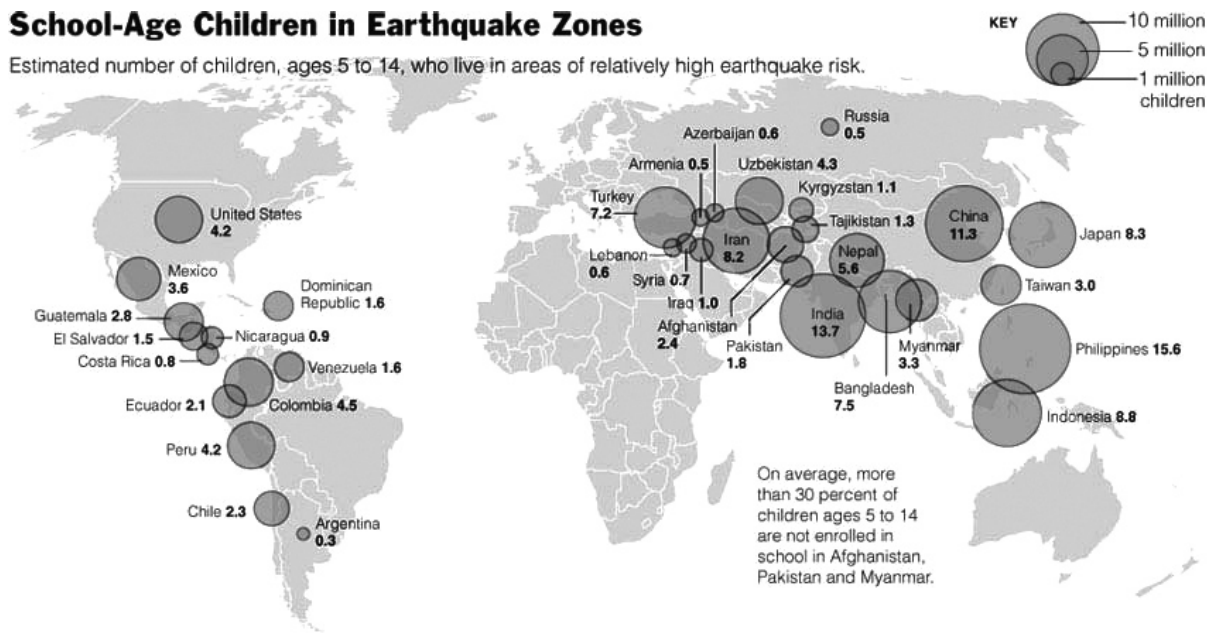 School-Age Children in Earthquake Zones
Estimated number of children, ages 5 to 14, who live in areas of relatively high earthquake risk.
KEY
10 million
5 million
1 million
children
Russia
0.5
Azerbaijan 0.6
Armenia 0.5
Uzbekistan 4.3
Turkey
7.2
Kyrgyzstan 1.1
United States
4.2
Tajikistan 1.3
China
11.3
Japan 8.3
Iran
8.2
Nepal
5.6
Lebanon
0.6
Syria 0.7
Iraq 1.0
Mexico
3.6
Dominican
Republic 1.6
Taiwan 3.0
Guatemala 2.8
El Salvador 1.5
Nicaragua 0.9
Costa Rica 0.8
Afghanistan
2.4
Pakistan
1.8
India
13.7
Myanmar
3.3
Philippines 15.6
Venezuela 1.6
Bangladesh
7.5
Ecuador 2.1
Colombia 4.5
Indonesia 8.8
Peru 4.2
Chile 2.3
Argentina
0.3
On average, more
than 30 percent of
children ages 5 to 14
are not enrolled in
school in Afghanistan,
Pakistan and Myanmar.